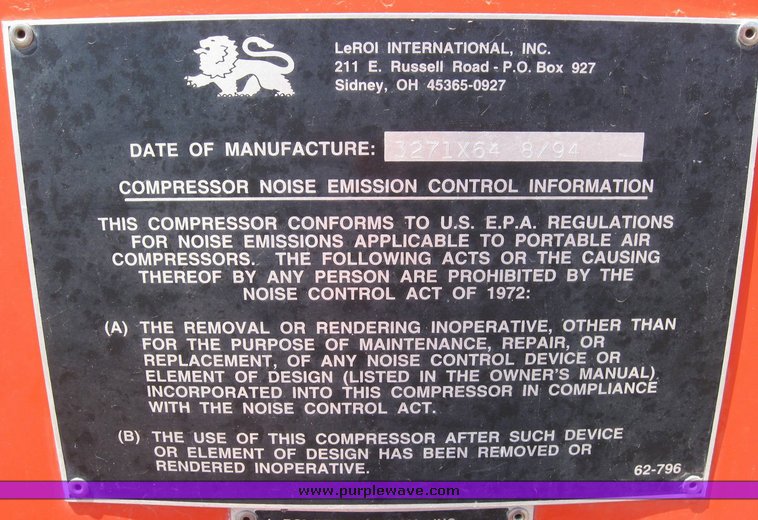 LeROI INTERNATIONAL, INC.
211 E. Russell Road - P.O. Box 927
Sidney, OH 45365-0927
DATE OF MANUFACTURE: 3271X64 8/94
COMPRESSOR NOISE EMISSION CONTROL INFORMATION
THIS COMPRESSOR CONFORMS TO U.S. E.P.A. REGULATIONS
FOR NOISE EMISSIONS APPLICABLE TO PORTABLE AIR
COMPRESSORS. THE FOLLOWING ACTS OR THE CAUSING
THEREOF BY ANY PERSON ARE PROHIBITED BY THE
NOISE CONTROL ACT OF 1972:
(A) THE REMOVAL OR RENDERING INOPERATIVE, OTHER THAN
FOR THE PURPOSE OF MAINTENANCE, REPAIR, OR
REPLACEMENT, OF ANY NOISE CONTROL DEVICE OR
ELEMENT OF DESIGN (LISTED IN THE OWNER'S MANUAL)
INCORPORATED INTO THIS COMPRESSOR IN COMPLIANCE
WITH THE NOISE CONTROL ACT.
(B) THE USE OF THIS COMPRESSOR AFTER SUCH DEVICE
OR ELEMENT OF DESIGN HAS BEEN REMOVED OR
RENDERED INOPERATIVE.
62-796
www.purplewave.com